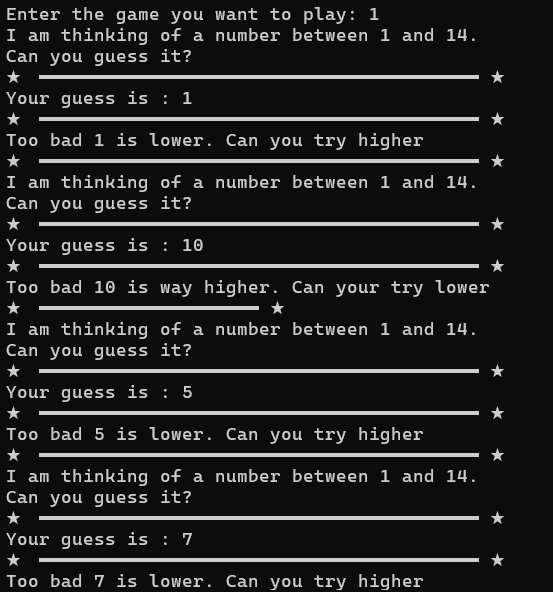 Enter the game you want to play: 1
I am thinking of a number between 1 and 14.
Can you guess it?
★ ━━━━━━━━━━━━━━━━━━━━━━━━━━━━━━━━━━━━━━━━ ★
Your guess is : 1
★ ━━━━━━━━━━━━━━━━━━━━━━━━━━━━━━━━━━━━━━━━ ★
Too bad 1 is lower. Can you try higher
★ ━━━━━━━━━━━━━━━━━━━━━━━━━━━━━━━━━━━━━━━━ ★
I am thinking of a number between 1 and 14.
Can you guess it?
★ ━━━━━━━━━━━━━━━━━━━━━━━━━━━━━━━━━━━━━━━━ ★
Your guess is : 10
★ ━━━━━━━━━━━━━━━━━━━━━━━━━━━━━━━━━━━━━━━━ ★
Too bad 10 is way higher. Can your try lower
★ ━━━━━━━━━━━━━━━━━━━━ ★
I am thinking of a number between 1 and 14.
Can you guess it?
★ ━━━━━━━━━━━━━━━━━━━━━━━━━━━━━━━━━━━━━━━━ ★
Your guess is : 5
★ ━━━━━━━━━━━━━━━━━━━━━━━━━━━━━━━━━━━━━━━━ ★
Too bad 5 is lower. Can you try higher
★ ━━━━━━━━━━━━━━━━━━━━━━━━━━━━━━━━━━━━━━━━ ★
I am thinking of a number between 1 and 14.
Can you guess it?
★ ━━━━━━━━━━━━━━━━━━━━━━━━━━━━━━━━━━━━━━━━ ★
Your guess is : 7
★ ━━━━━━━━━━━━━━━━━━━━━━━━━━━━━━━━━━━━━━━━ ★
Too bad 7 is lower. Can you try higher